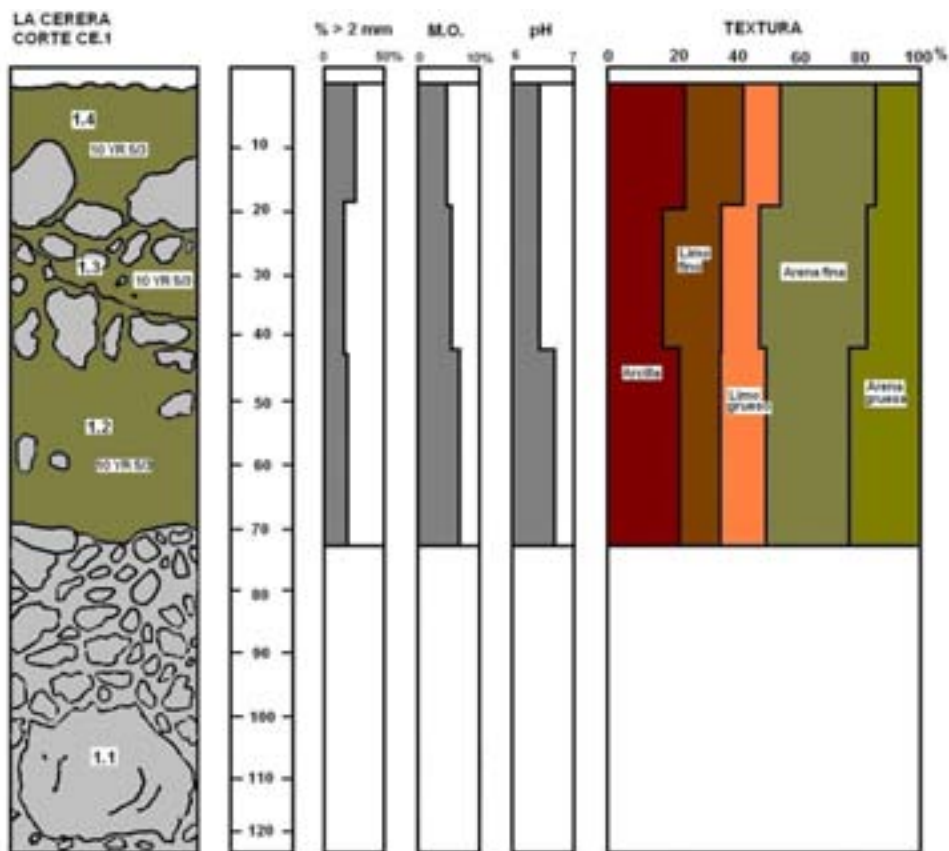 LA CERERA
CORTE CE.1
% > 2 mm
M.O.
pH
TEXTURA
50%
0
10%
6
7
0
20
40
60
80
100 %
1.4
10 YR 5/3
1.3
10 YR 5/3
1.2
10 YR 5/3
1.1
10
20
30
40
50
60
70
80
90
100
110
120
Limo
fino
Arena fina
Arcilla
Limo
grueso
Arena
gruesa